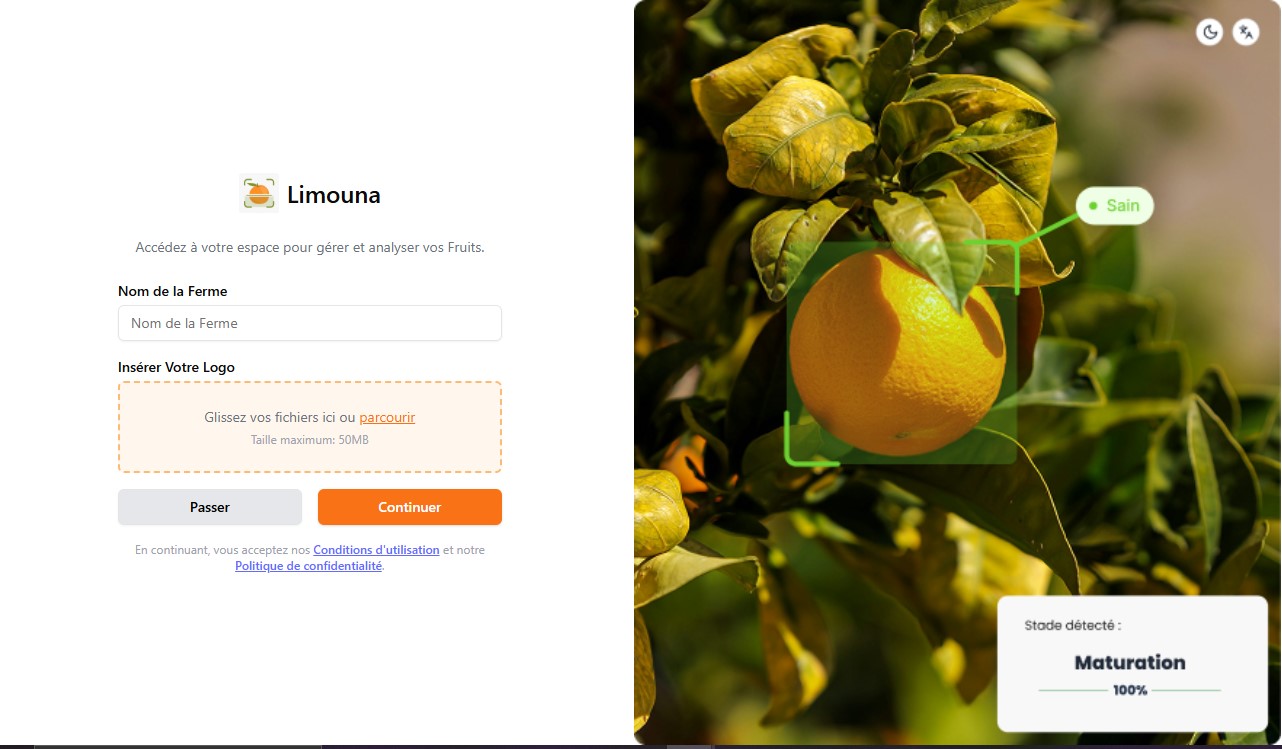 Limouna
Accédez à votre espace pour gérer et analyser vos Fruits.
Nom de la Ferme
Nom de la Ferme
Insérer Votre Logo
Glissez vos fichiers ici ou parcourir
Taille maximum: 50MB
Passer
Continuer
En continuant, vous acceptez nos Conditions d'utilisation et notre
Politique de confidentialité.
Sain
Stade détecté :
Maturation
100%